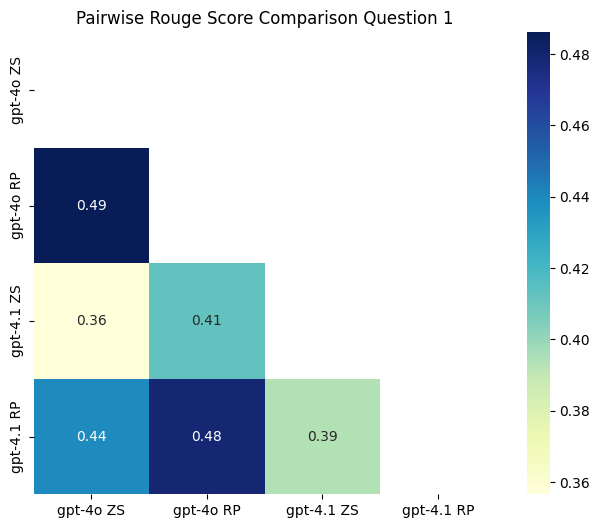 Pairwise Rouge Score Comparison Question 1
gpt-4o ZS
gpt-4o RP
gpt-4.1 ZS
gpt-4.1 RP
0.49
0.36 0.41
0.44 0.48 0.39
gpt-4o ZS gpt-4o RP gpt-4.1 ZS gpt-4.1 RP
0.48
0.46
0.44
0.42
0.40
0.38
0.36